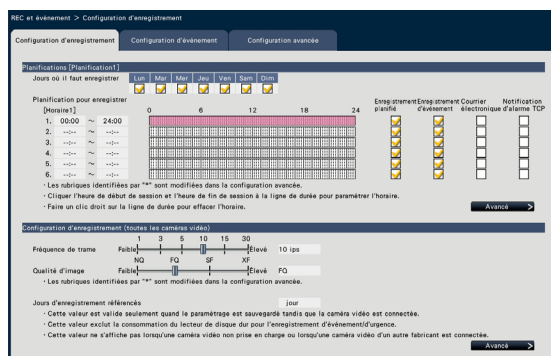 REC et événement > Configuration d'enregistrement
Configuration d'enregistrement
Configuration d'événement
Configuration avancée
Planifications [Planification1]
Jours où il faut enregistrer
Lun Mar Mer Jeu Ven Sam Dim
Planification pour enregistrer
[Horaire1]
0 6 12 18 24
Enregistrement planifié
Enregistrement d'événement
Courrier électronique
Notification d'alarme TCP
1. 00:00 ~ 24:00
2. --:-- ~ --:--
3. --:-- ~ --:--
4. --:-- ~ --:--
5. --:-- ~ --:--
6. --:-- ~ --:--
・Les rubriques identifiées par "*" sont modifiées dans la configuration avancée.
・Cliquer l'heure de début de session et l'heure de fin de session à la ligne de durée pour paramétrer l'horaire.
・Faire un clic droit sur la ligne de durée pour effacer l'horaire.
Avancé >
Configuration d'enregistrement (toutes les caméras vidéo)
1 3 5 10 15 30
Fréquence de trame Faible Élevé 10 ips
NQ FQ SF XF
Qualité d'image Faible Élevé FQ
・Les rubriques identifiées par "*" sont modifiées dans la configuration avancée.
Jours d'enregistrement référencés jour
・Cette valeur est valide seulement quand le paramétrage est sauvegardé tandis que la caméra vidéo est connectée.
・Cette valeur exclut la consommation du lecteur de disque dur pour l'enregistrement d'événement/d'urgence.
・Cette valeur ne s'affiche pas lorsqu'une caméra vidéo non prise en charge ou lorsqu'une caméra vidéo d'un autre fabricant est connectée.
Avancé >